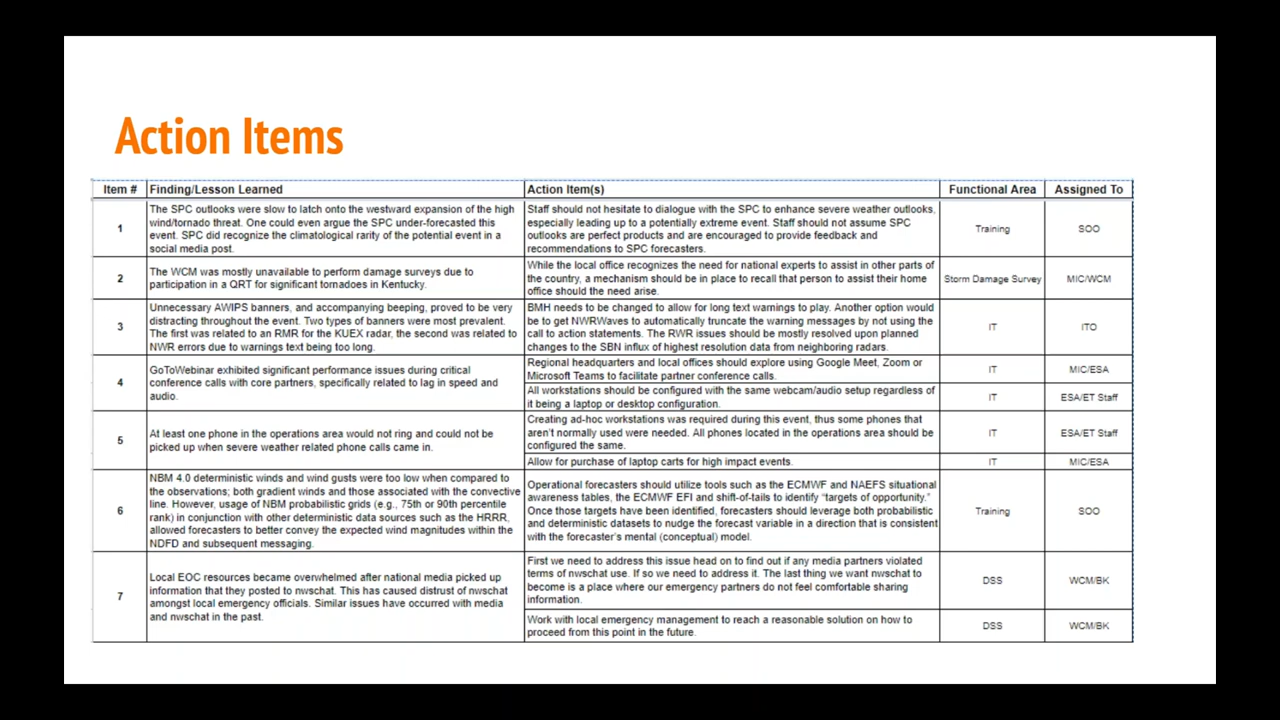 Action Items
Item # Finding/Lesson Learned Action Item(s) Functional Area Assigned To
1
The SPC outlooks were slow to latch onto the westward expansion of the high
wind/tornado threat. One could even argue the SPC under-forecasted this
event. SPC did recognize the climatological rarity of the potential event in a
social media post.
Staff should not hesitate to dialogue with the SPC to enhance severe weather outlooks,
especially leading up to a potentially extreme event. Staff should not assume SPC
outlooks are perfect products and are encouraged to provide feedback and
recommendations to SPC forecasters.
Training
SOO
2
The WCM was mostly unavailable to perform damage surveys due to
participation in a QRT for significant tornadoes in Kentucky.
While the local office recognizes the need for national experts to assist in other parts of
the country, a mechanism should be in place to recall that person to assist their home
office should the need arise.
Storm Damage Survey
MIC/WCM
3
Unnecessary AWIPS banners, and accompanying beeping, proved to be very
distracting throughout the event. Two types of banners were most prevalent.
The first was related to an RMR for the KUEX radar, the second was related to
NWR errors due to warnings text being too long.
BMH needs to be changed to allow for long text warnings to play. Another option would
be to get NWRWaves to automatically truncate the warning messages by not using the
call to action statements. The RWR issues should be mostly resolved upon planned
changes to the SBN influx of highest resolution data from neighboring radars.
IT
ITO
4
GoToWebinar exhibited significant performance issues during critical
conference calls with core partners, specifically related to lag in speed and
audio.
Regional headquarters and local offices should explore using Google Meet, Zoom or
Microsoft Teams to facilitate partner conference calls.
IT
MIC/ESA
All workstations should be configured with the same webcam/audio setup regardless of
it being a laptop or desktop configuration.
IT
ESA/ET Staff
5
At least one phone in the operations area would not ring and could not be
picked up when severe weather related phone calls came in.
Creating ad-hoc workstations was required during this event, thus some phones that
aren't normally used were needed. All phones located in the operations area should be
configured the same.
IT
ESA/ET Staff
Allow for purchase of laptop carts for high impact events.
IT
MIC/ESA
6
NBM 4.0 deterministic winds and wind gusts were too low when compared to
the observations; both gradient winds and those associated with the convective
line. However, usage of NBM probabilistic grids (e.g., 75th or 90th percentile
rank) in conjunction with other deterministic data sources such as the HRRR,
allowed forecasters to better convey the expected wind magnitudes within the
NDFD and subsequent messaging.
Operational forecasters should utilize tools such as the ECMWF and NAEFS situational
awareness tables, the ECMWF EFI and shift-of-tails to identify “targets of opportunity.”
Once those targets have been identified, forecasters should leverage both probabilistic
and deterministic datasets to nudge the forecast variable in a direction that is consistent
with the forecaster's mental (conceptual) model.
Training
SOO
7
Local EOC resources became overwhelmed after national media picked up
information that they posted to nwschat. This has caused distrust of nwschat
amongst local emergency officials. Similar issues have occurred with media
and nwschat in the past.
First we need to address this issue head on to find out if any media partners violated
terms of nwschat use. If so we need to address it. The last thing we want nwschat to
become is a place where our emergency partners do not feel comfortable sharing
information.
DSS
WCM/BK
Work with local emergency management to reach a reasonable solution on how to
proceed from this point in the future.
DSS
WCM/BK